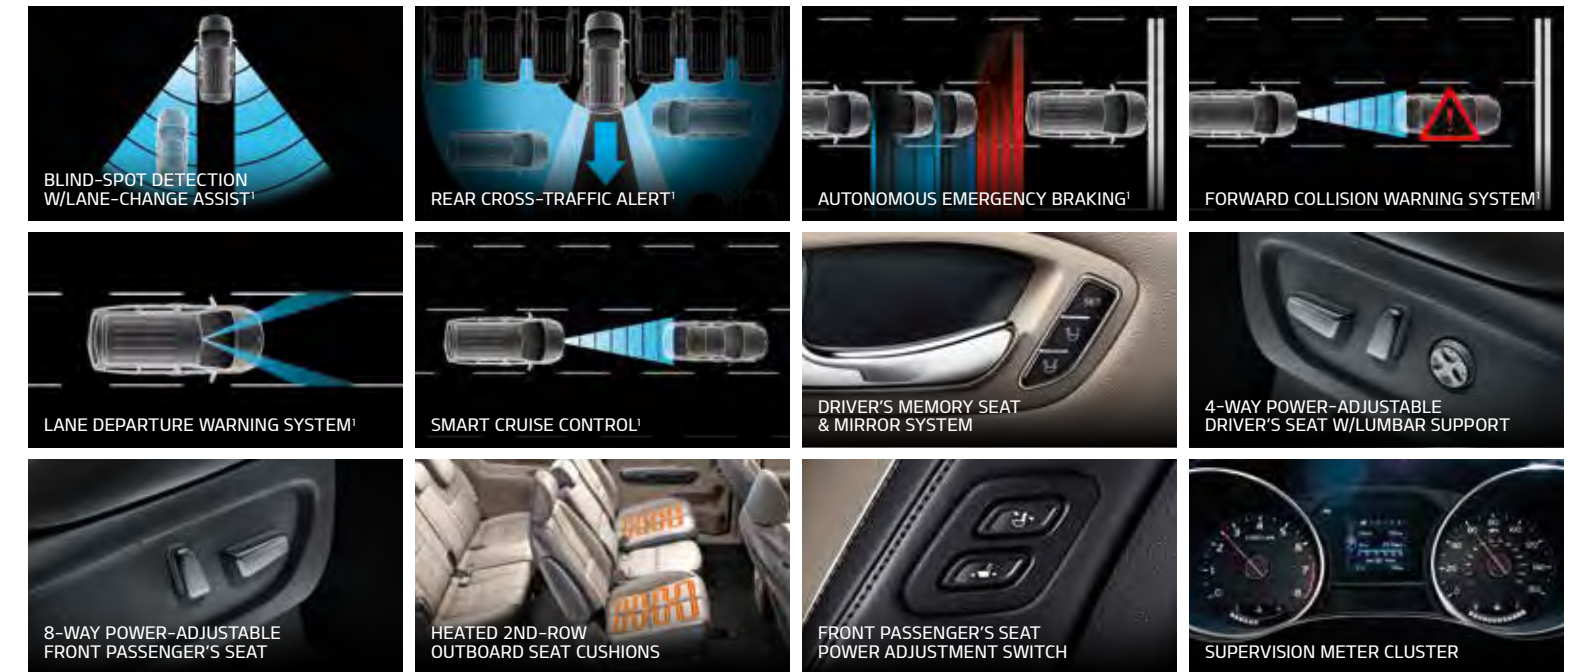 BLIND-SPOT DETECTION
W/LANE-CHANGE ASSIST¹
REAR CROSS-TRAFFIC ALERT¹
AUTONOMOUS EMERGENCY BRAKING¹
FORWARD COLLISION WARNING SYSTEM¹
LANE DEPARTURE WARNING SYSTEM¹
SMART CRUISE CONTROL¹
SET
DRIVER'S MEMORY SEAT
& MIRROR SYSTEM
4-WAY POWER-ADJUSTABLE
DRIVER'S SEAT W/LUMBAR SUPPORT
8-WAY POWER-ADJUSTABLE
FRONT PASSENGER'S SEAT
HEATED 2ND-ROW
OUTBOARD SEAT CUSHIONS
FRONT PASSENGER'S SEAT
POWER ADJUSTMENT SWITCH
SUPERVISION METER CLUSTER